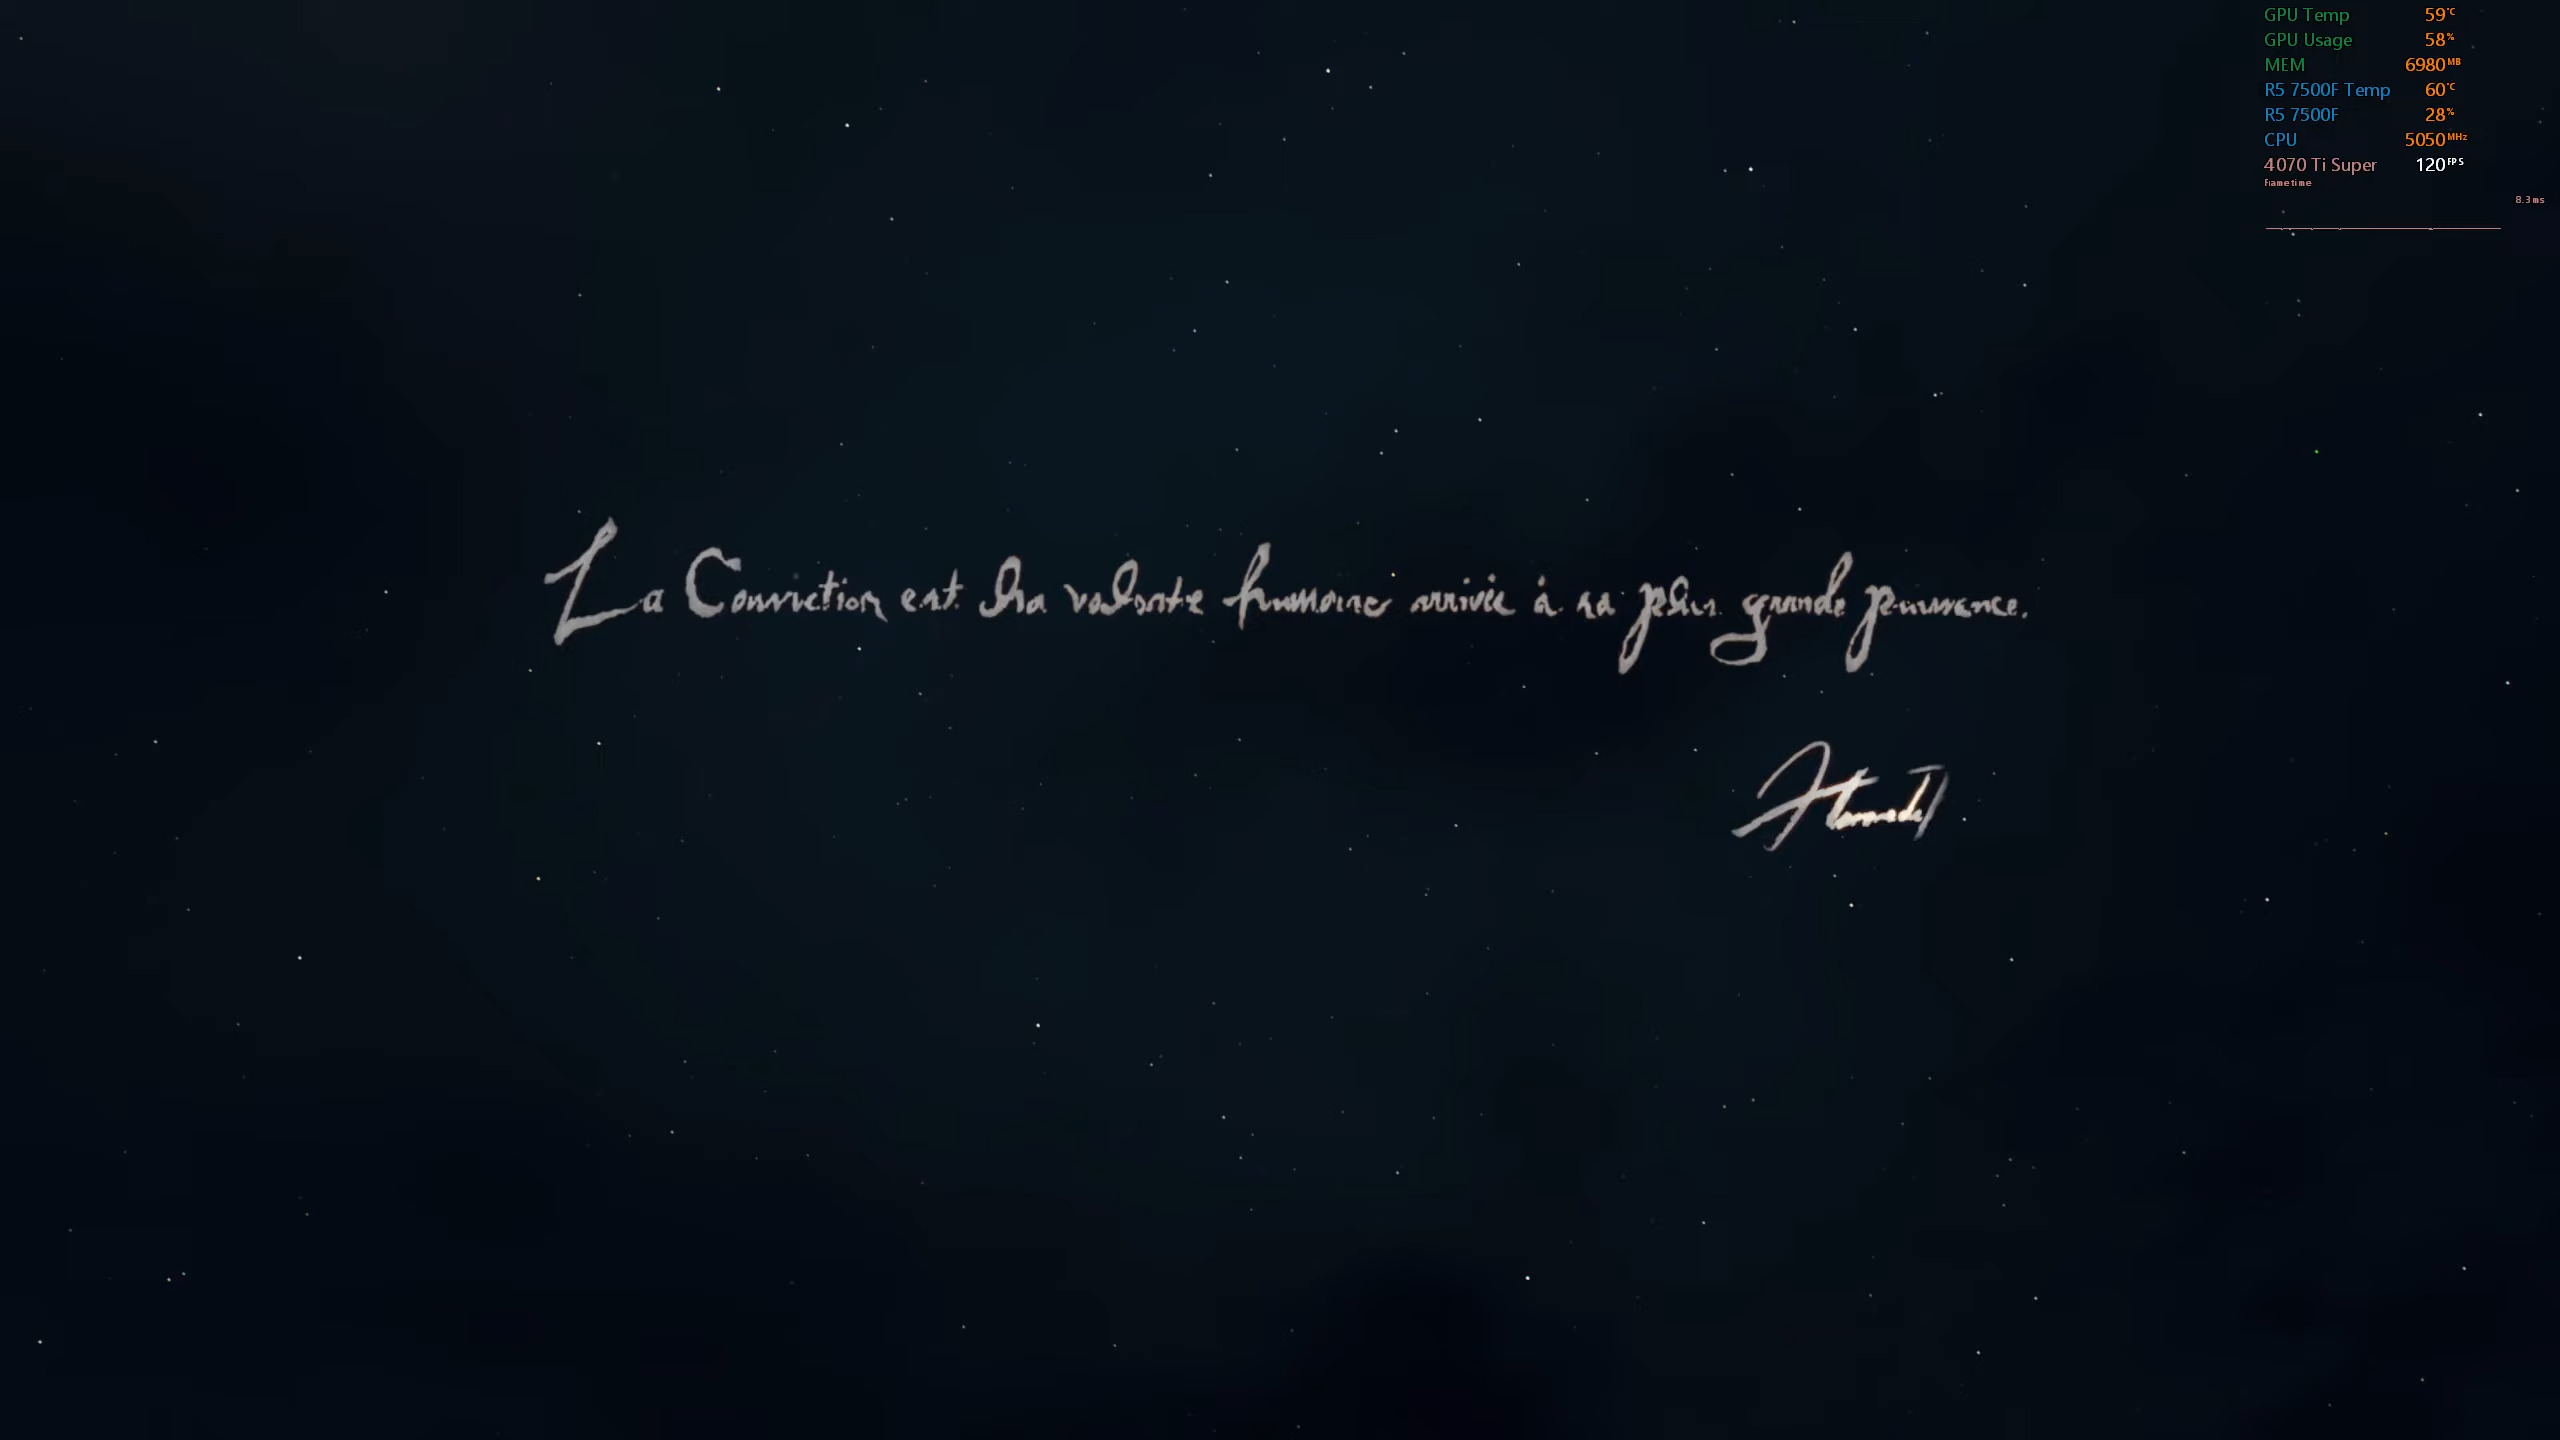 GPU Temp 59°C
GPU Usage 58%
MEM 6980MB
R5 7500F Temp 60°C
R5 7500F 28%
CPU 5050MHz
4070 Ti Super 120FPS
Frametime
8.3ms
La Conviction est la volonté humaine arrivée à sa plus grande puissance.